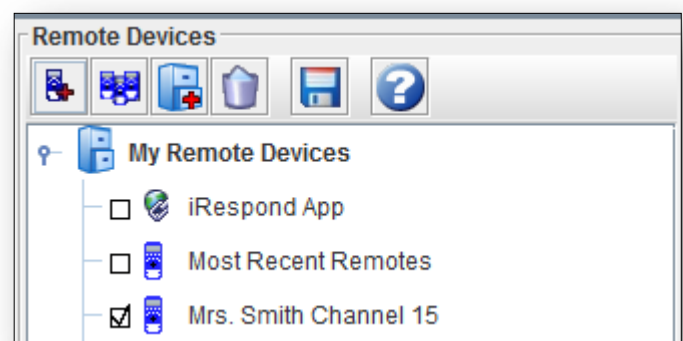 Remote Devices
?
My Remote Devices
iRespond App
Most Recent Remotes
Mrs. Smith Channel 15